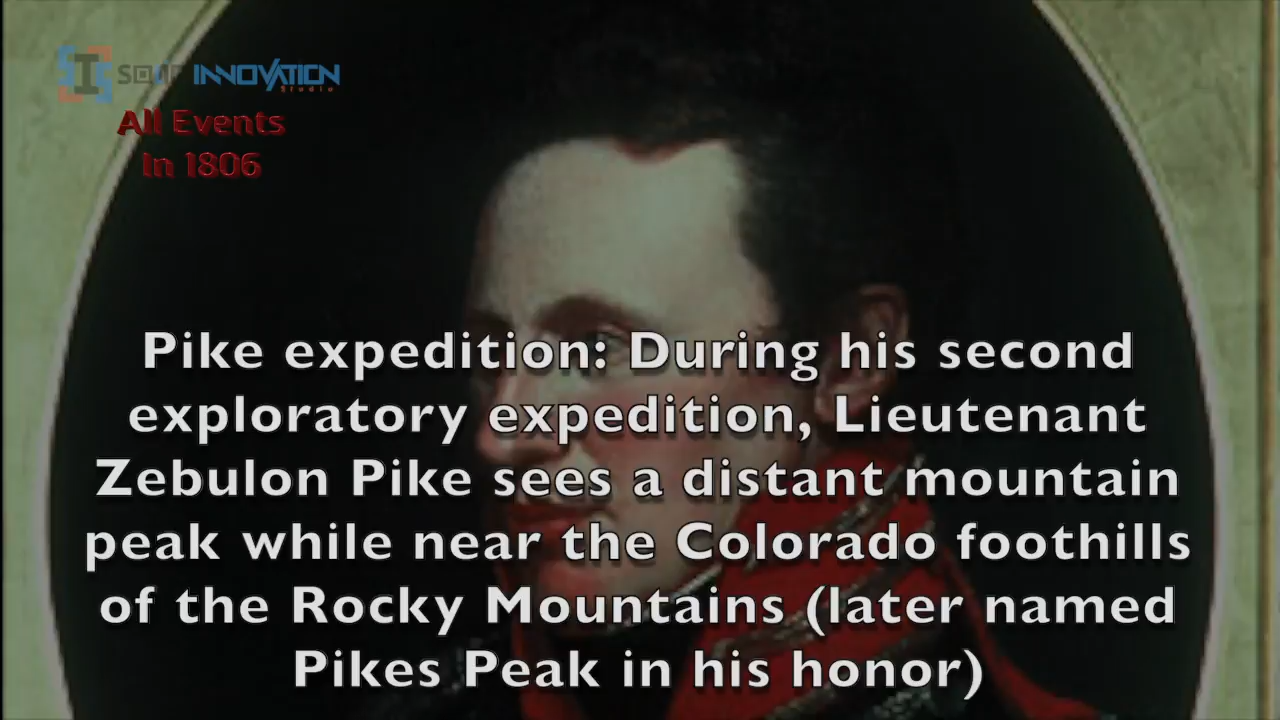 INNOVATION
Studio
All Events
In 1806
Pike expedition: During his second
exploratory expedition, Lieutenant
Zebulon Pike sees a distant mountain
peak while near the Colorado foothills
of the Rocky Mountains (later named
Pikes Peak in his honor)